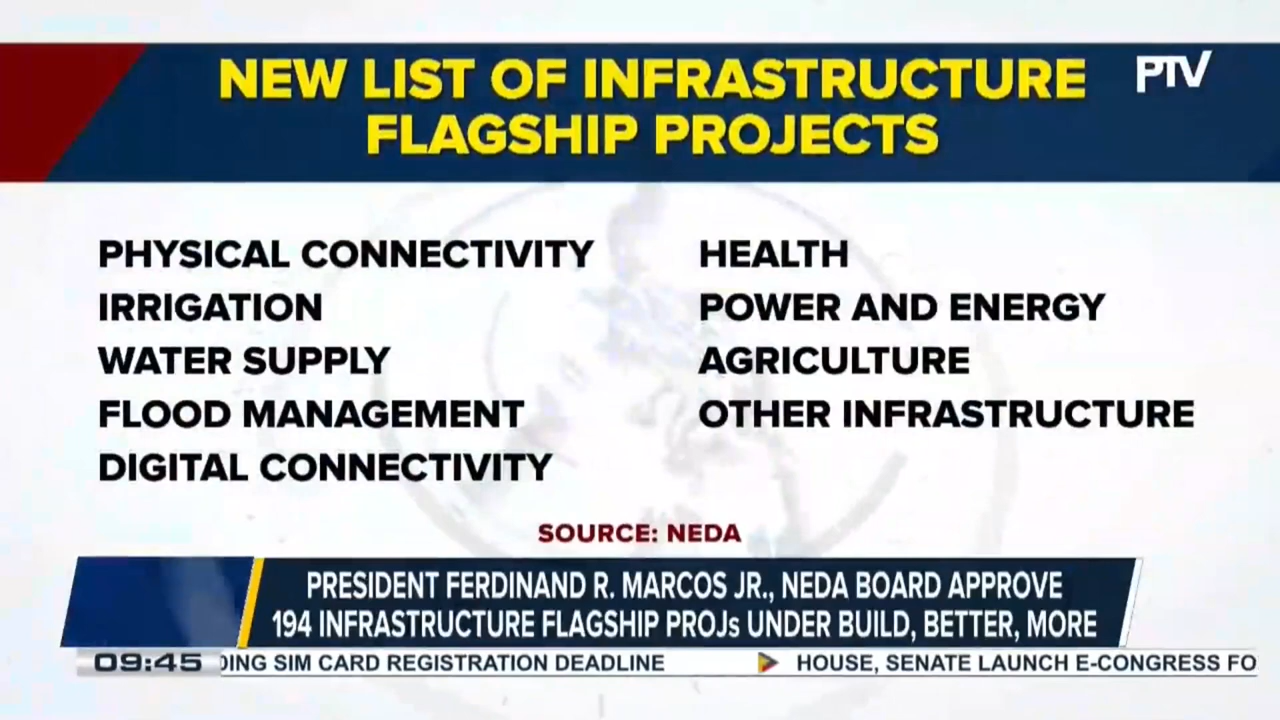 NEW LIST OF INFRASTRUCTURE
FLAGSHIP PROJECTS
PTV
PHYSICAL CONNECTIVITY
IRRIGATION
WATER SUPPLY
FLOOD MANAGEMENT
DIGITAL CONNECTIVITY
HEALTH
POWER AND ENERGY
AGRICULTURE
OTHER INFRASTRUCTURE
SOURCE: NEDA
PRESIDENT FERDINAND R. MARCOS JR., NEDA BOARD APPROVE
194 INFRASTRUCTURE FLAGSHIP PROJs UNDER BUILD, BETTER, MORE
09:45 DING SIM CARD REGISTRATION DEADLINE HOUSE, SENATE LAUNCH E-CONGRESS FO